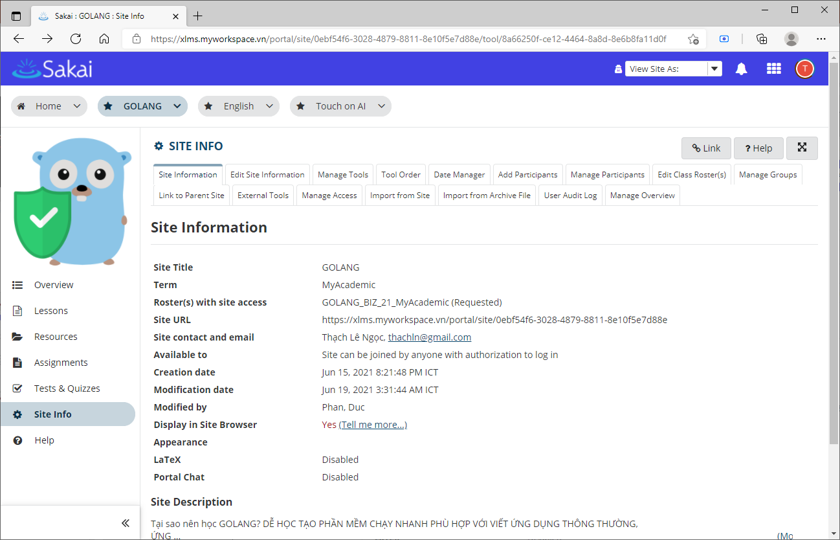 Sakai : GOLANG : Site Info
https://xlms.myworkspace.vn/portal/site/0ebf54f6-3028-4879-8811-8e10f5e7d88e/tool/8a66250f-ce12-4464-8a8d-8e6b8fa11d0f
Sakai
View Site As:
T
Home
GOLANG
English
Touch on AI
SITE INFO
Link
? Help
Site Information
Edit Site Information
Manage Tools
Tool Order
Date Manager
Add Participants
Manage Participants
Edit Class Roster(s)
Manage Groups
Link to Parent Site
External Tools
Manage Access
Import from Site
Import from Archive File
User Audit Log
Manage Overview
Overview
Lessons
Resources
Assignments
Tests & Quizzes
Site Info
Help
Site Information
Site Title GOLANG
Term MyAcademic
Roster(s) with site access GOLANG_BIZ_21_MyAcademic (Requested)
Site URL https://xlms.myworkspace.vn/portal/site/0ebf54f6-3028-4879-8811-8e10f5e7d88e
Site contact and email Thạch Lê Ngọc, thachln@gmail.com
Available to Site can be joined by anyone with authorization to log in
Creation date Jun 15, 2021 8:21:48 PM ICT
Modification date Jun 19, 2021 3:31:44 AM ICT
Modified by Phan, Duc
Display in Site Browser Yes (Tell me more...)
Appearance
LaTeX Disabled
Portal Chat Disabled
Site Description
Tại sao nên học GOLANG? DỄ HỌC TẠO PHẦN MỀM CHẠY NHANH PHÙ HỢP VỚI VIẾT ỨNG DỤNG THÔNG THƯỜNG,
ỨNG ... (Mo